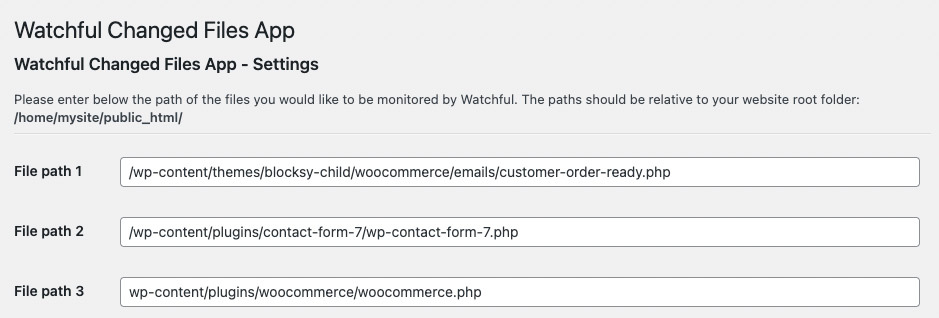 Watchful Changed Files App
Watchful Changed Files App - Settings
Please enter below the path of the files you would like to be monitored by Watchful. The paths should be relative to your website root folder:
/home/mysite/public_html/
File path 1 /wp-content/themes/blocksy-child/woocommerce/emails/customer-order-ready.php
File path 2 /wp-content/plugins/contact-form-7/wp-contact-form-7.php
File path 3 wp-content/plugins/woocommerce/woocommerce.php